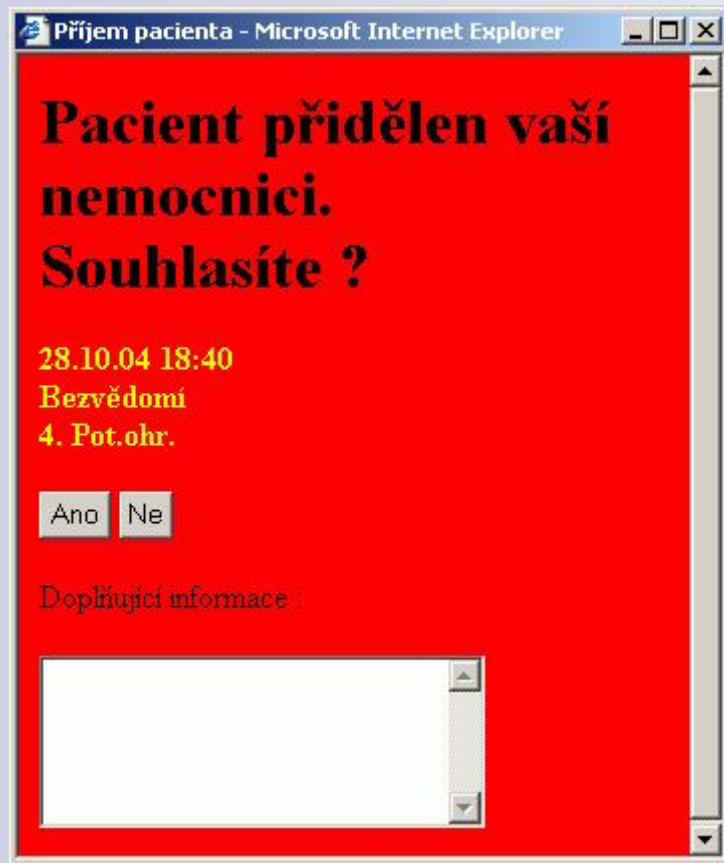 Příjem pacienta - Microsoft Internet Explorer
Pacient přidělen vaší
nemocnici.
Souhlasíte ?
28.10.04 18:40
Bezvědomí
4. Pot.ohr.
Ano Ne
Doplňující informace :